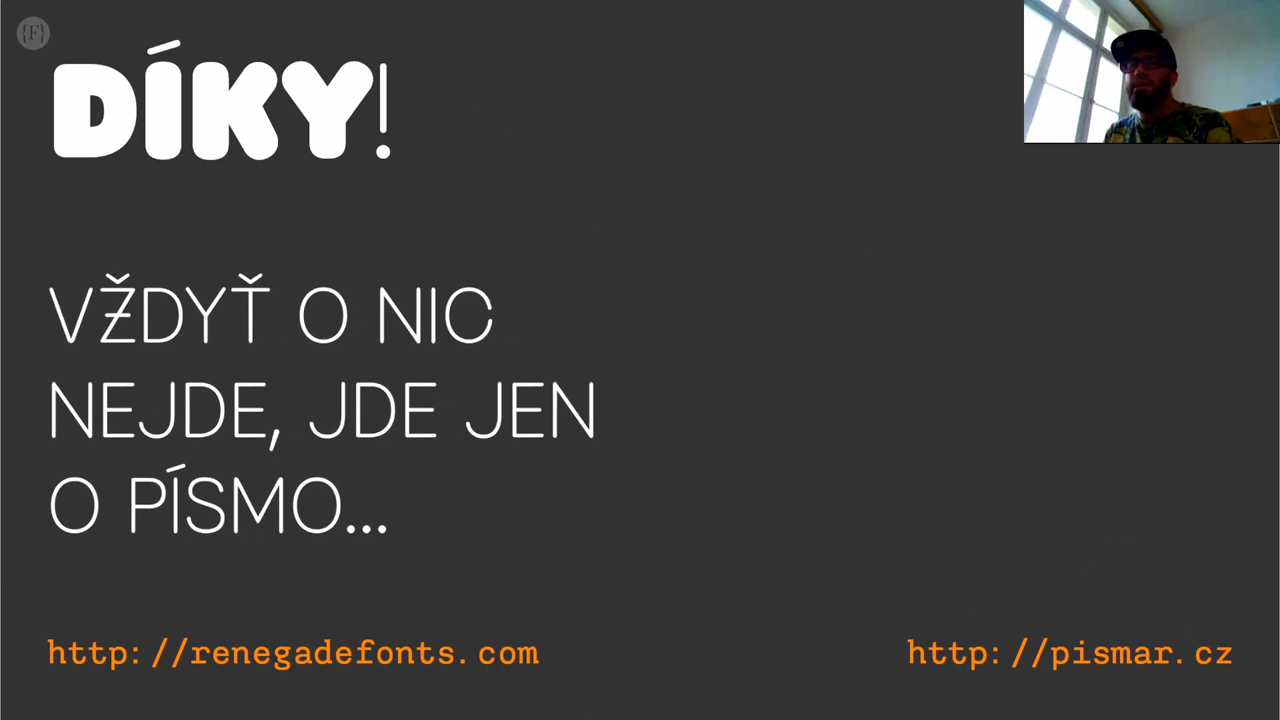 {F}
DÍKY!
VŽDYŤ O NIC
NEJDE, JDE JEN
O PÍSMO...
http://renegadefonts.com
http://pismar.cz